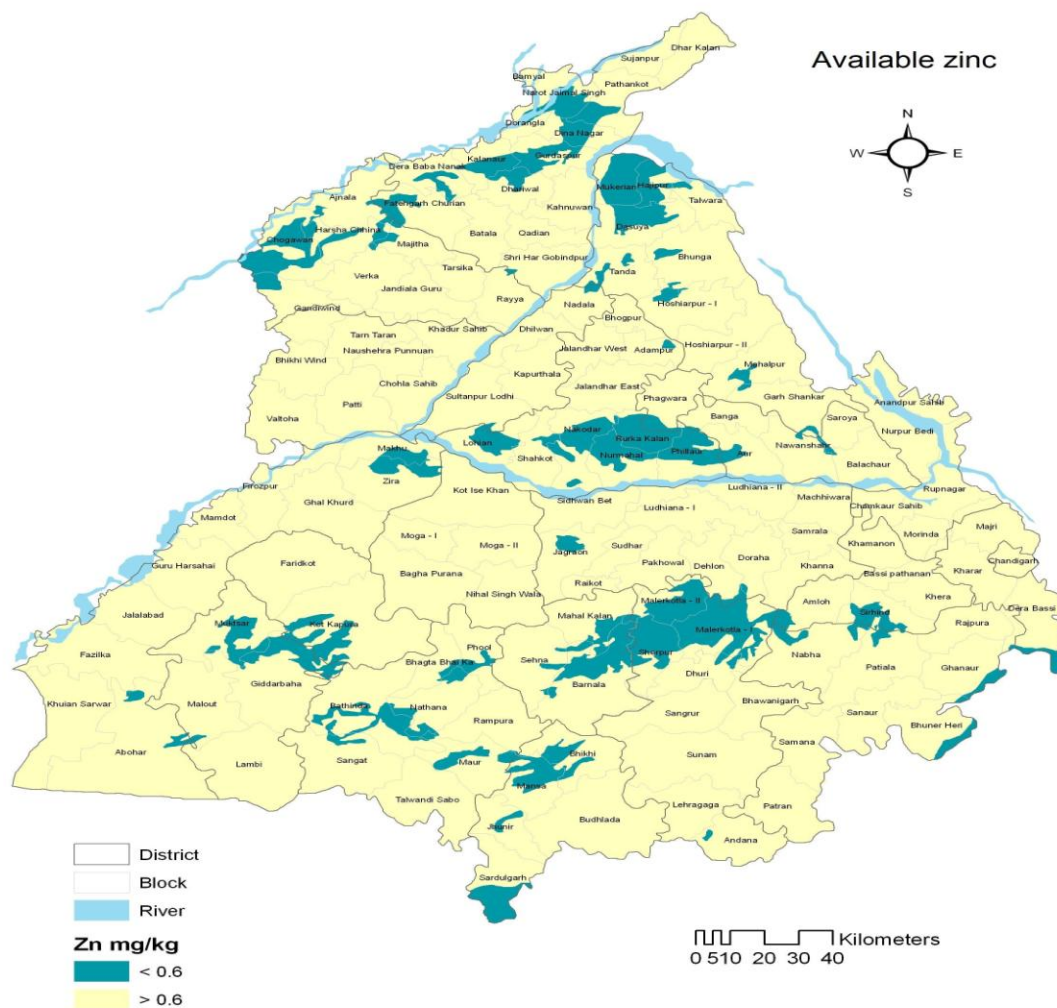 Available zinc
N
W E
S
Dhar Kalan
Sujanpur
Bamyal
Pathankot
Narot Jaimal Singh
Dorangla
Dina Nagar
Kalanaur
Gurdaspur
Dera Baba Nanak
Dhariwal
Mukerian
Hajipur
Talwara
Ajnala
Fatehgarh Churian
Kahnuwan
Dasuya
Chogawan
Harsha Chhina
Majitha
Batala
Qadian
Shri Har Gobindpur
Bhunga
Tanda
Verka
Tarsika
Jandiala Guru
Rayya
Nadala
Hoshiarpur - I
Gandiwind
Bhogpur
Khadur Sahib
Dhilwan
Tarn Taran
Naushehra Punnuan
Jalandhar West
Adampur
Hoshiarpur - II
Bhikhi Wind
Kapurthala
Mahalpur
Chohla Sahib
Jalandhar East
Sultanpur Lodhi
Phagwara
Garh Shankar
Anandpur Sahib
Valtoha
Patti
Banga
Saroya
Nurpur Bedi
Nakodar
Rurka Kalan
Lohian
Nawanshahr
Makhu
Shahkot
Nurmahal
Phillaur
Aur
Balachaur
Zira
Firozpur
Kot Ise Khan
Ludhiana - II
Rupnagar
Ghal Khurd
Sidhwan Bet
Ludhiana - I
Machhiwara
Chamkaur Sahib
Mamdot
Moga - I
Moga - II
Jagraon
Sudhar
Samrala
Khamanon
Morinda
Majri
Guru Harsahai
Faridkot
Bagha Purana
Pakhowal
Dehlon
Doraha
Khanna
Bassi pathanan
Kharar
Chandigarh
Raikot
Nihal Singh Wala
Khera
Jalalabad
Mahal Kalan
Malerkotla - II
Amloh
Sirhind
Dera Bassi
Muktsar
Kot Kapura
Malerkotla - I
Rajpura
Fazilka
Phool
Sehna
Sherpur
Nabha
Bhagta Bhai Ka
Dhuri
Patiala
Ghanaur
Giddarbaha
Barnala
Khuian Sarwar
Malout
Bathinda
Nathana
Bhawanigarh
Rampura
Sangrur
Sanaur
Bhuner Heri
Abohar
Lambi
Sangat
Maur
Bhikhi
Sunam
Samana
Mansa
Talwandi Sabo
Lehragaga
Patran
Jhunir
Budhlada
Andana
Sardulgarh
District
Block
River
Zn mg/kg
< 0.6
> 0.6
Kilometers
0 510 20 30 40